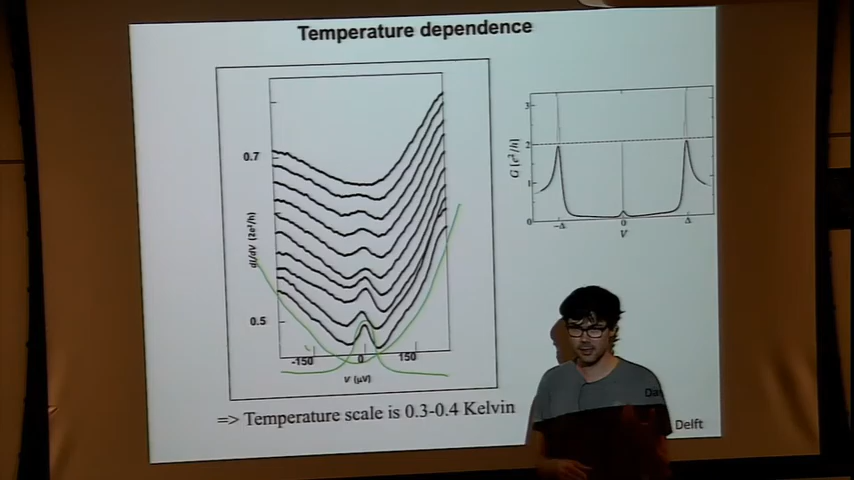 Temperature dependence
0.7
0.5
dI/dV (2e²/h)
-150
0
150
V (μV)
3
2
1
0
G [e²/h]
-Δ
0
Δ
V
=> Temperature scale is 0.3-0.4 Kelvin
Delft